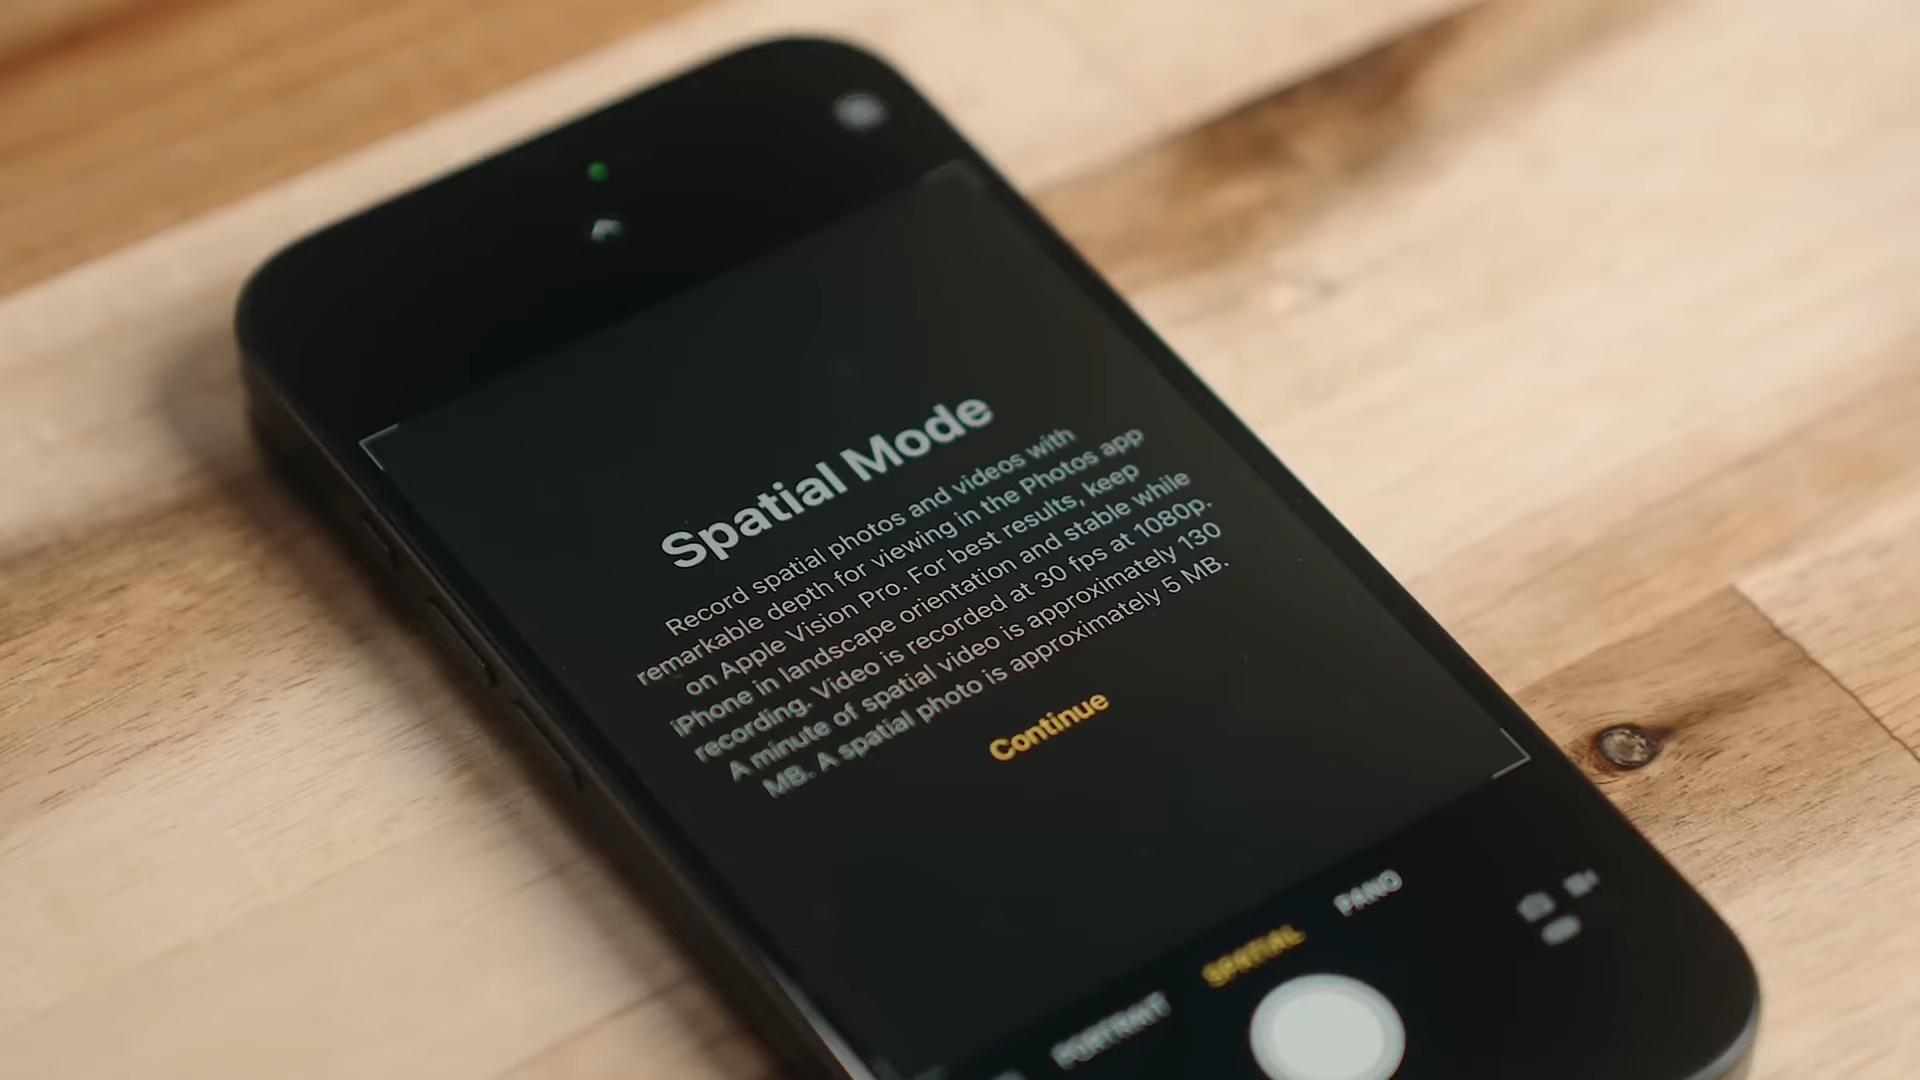 Spatial Mode
Record spatial photos and videos with
remarkable depth for viewing in the Photos app
on Apple Vision Pro. For best results, keep
iPhone in landscape orientation and stable while
recording. Video is recorded at 30 fps at 1080p.
A minute of spatial video is approximately 130
MB. A spatial photo is approximately 5 MB.
Continue
PORTRAIT
SPATIAL
PANO